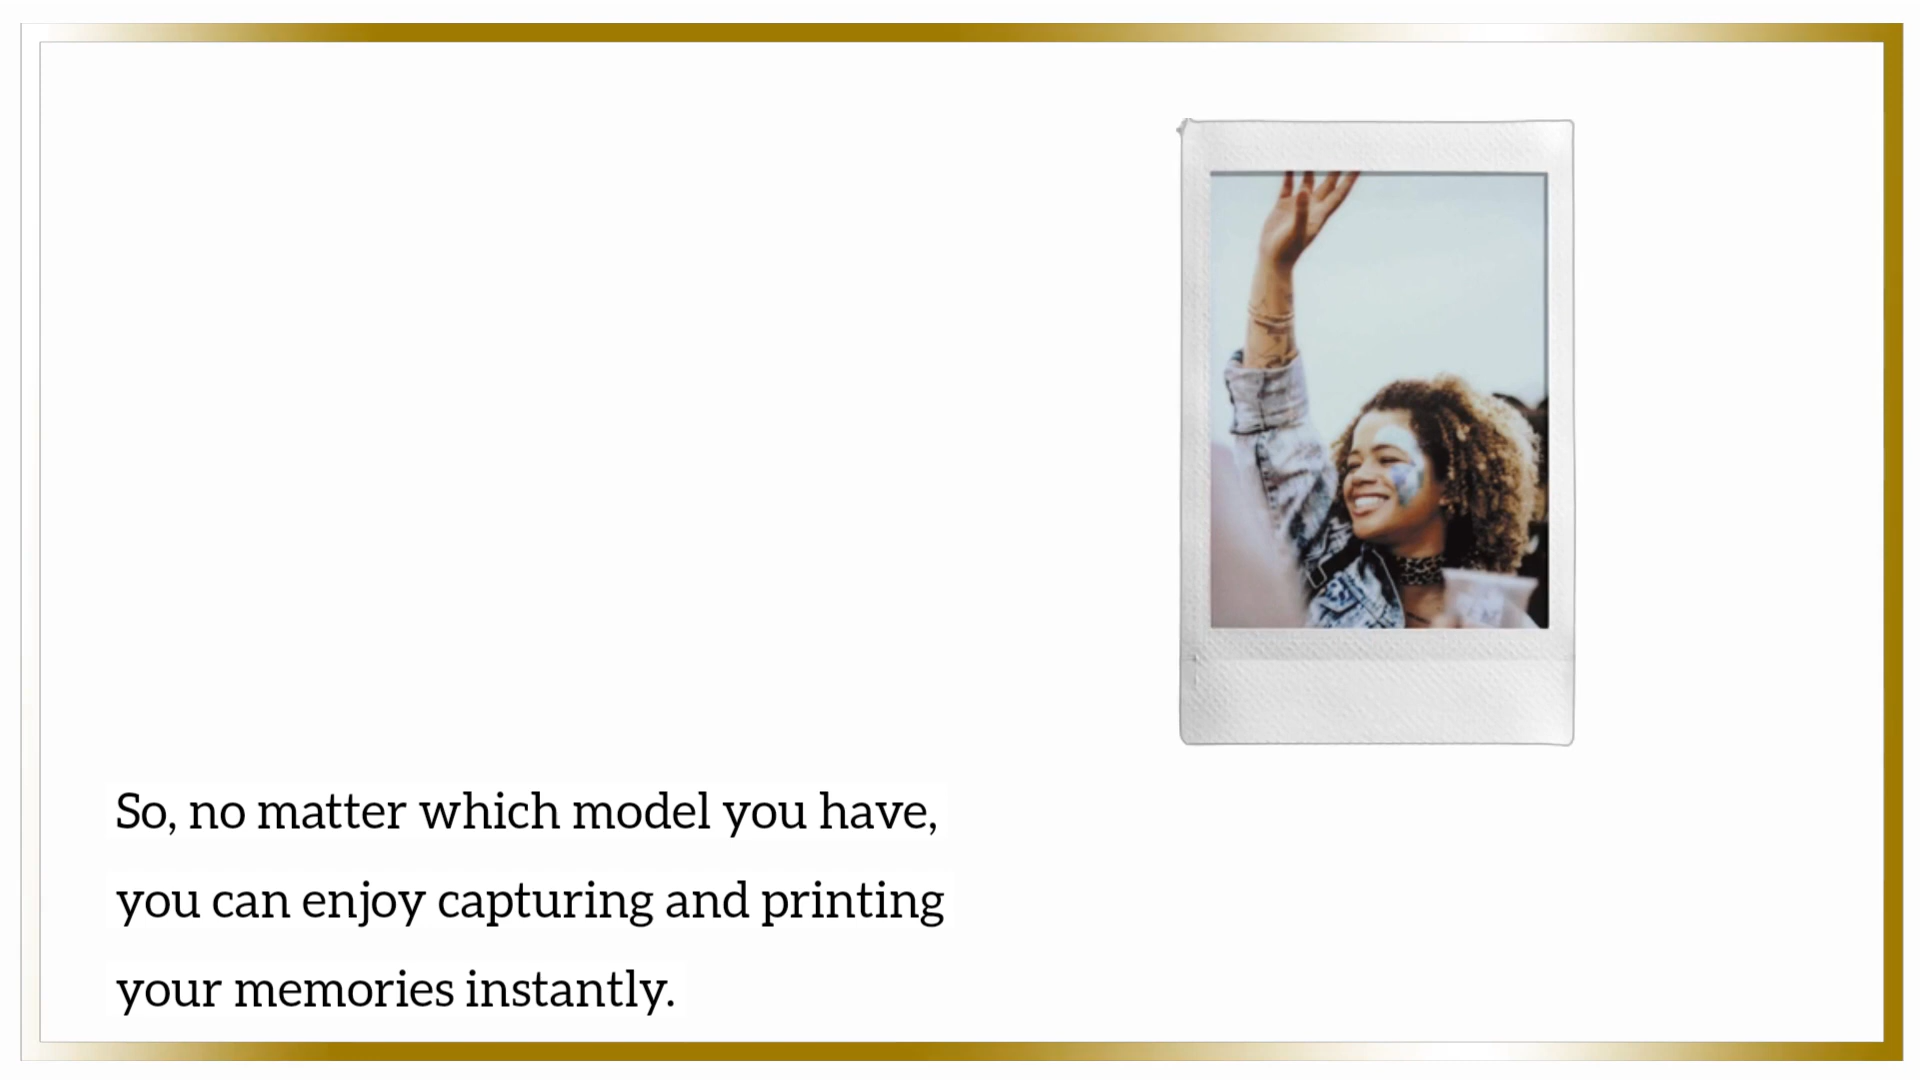 So, no matter which model you have,
you can enjoy capturing and printing
your memories instantly.